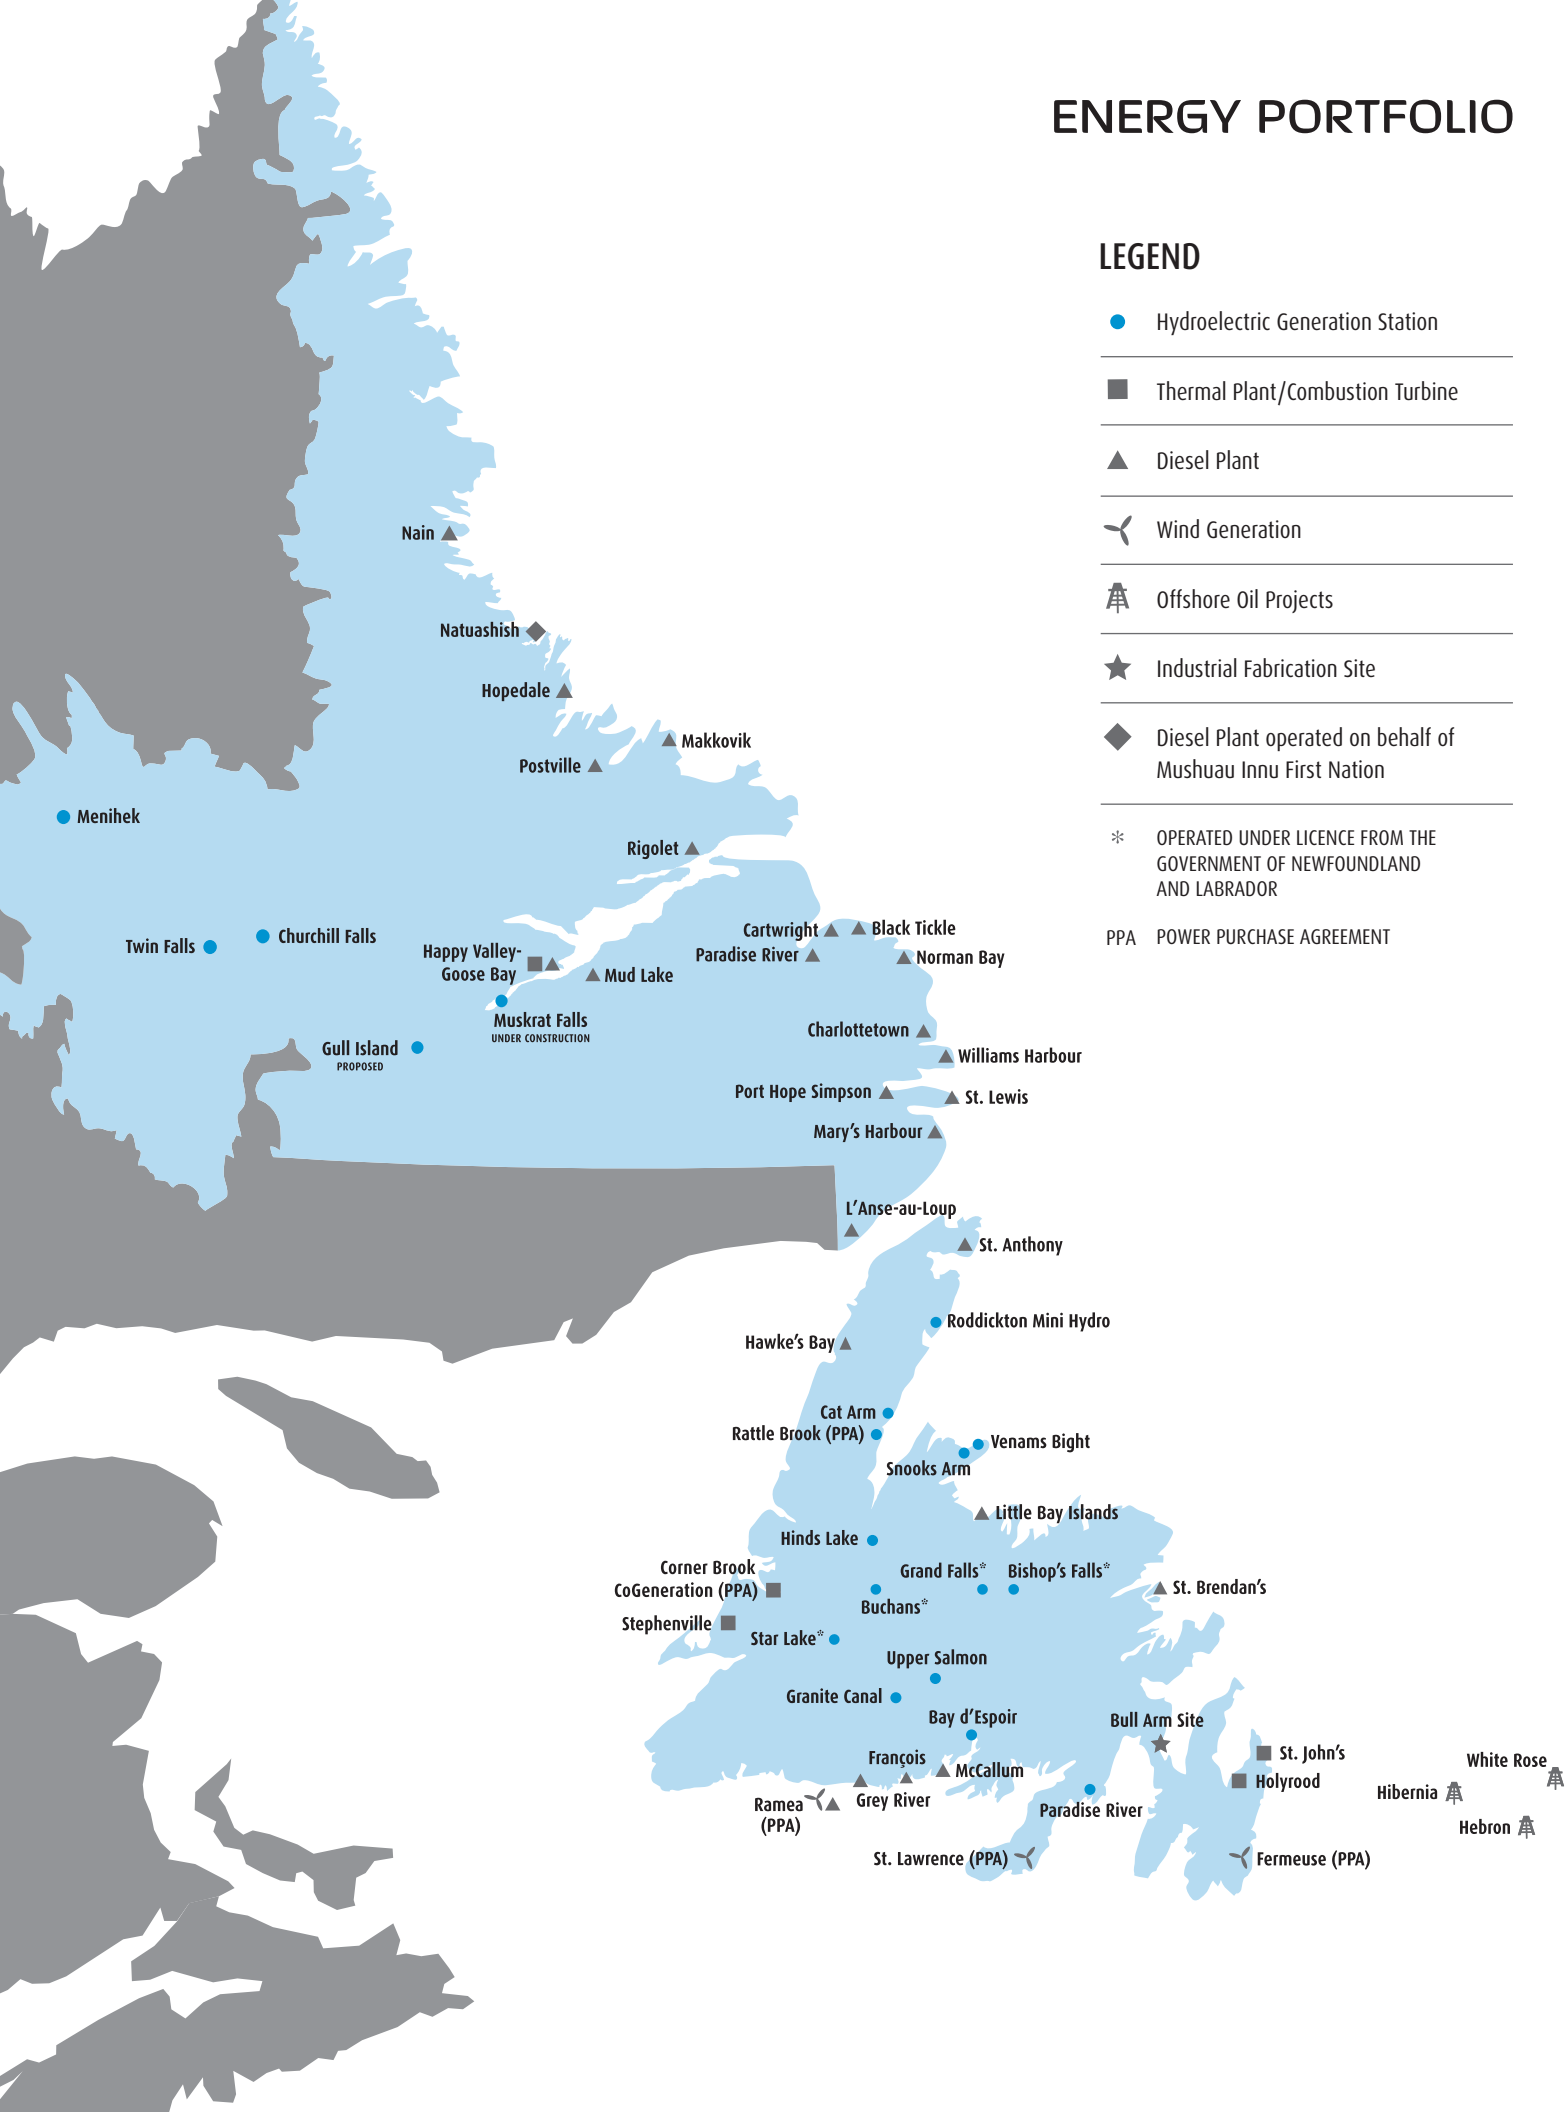 ENERGY PORTFOLIO
LEGEND
Hydroelectric Generation Station
Thermal Plant/Combustion Turbine
Diesel Plant
Wind Generation
Offshore Oil Projects
Industrial Fabrication Site
Diesel Plant operated on behalf of
Mushuau Innu First Nation
* OPERATED UNDER LICENCE FROM THE
GOVERNMENT OF NEWFOUNDLAND
AND LABRADOR
PPA POWER PURCHASE AGREEMENT
Nain
Natuashish
Hopedale
Makkovik
Postville
Menihek
Rigolet
Twin Falls
Churchill Falls
Happy Valley-
Goose Bay
Mud Lake
Cartwright
Black Tickle
Paradise River
Norman Bay
Muskrat Falls
UNDER CONSTRUCTION
Gull Island
PROPOSED
Charlottetown
Williams Harbour
Port Hope Simpson
St. Lewis
Mary's Harbour
L'Anse-au-Loup
St. Anthony
Roddickton Mini Hydro
Hawke's Bay
Cat Arm
Rattle Brook (PPA)
Venams Bight
Snooks Arm
Little Bay Islands
Hinds Lake
Corner Brook
CoGeneration (PPA)
Grand Falls*
Bishop's Falls*
St. Brendan's
Buchans*
Stephenville
Star Lake*
Upper Salmon
Granite Canal
Bay d'Espoir
Bull Arm Site
St. John's
White Rose
François
McCallum
Holyrood
Hibernia
Ramea
(PPA)
Grey River
Paradise River
Hebron
St. Lawrence (PPA)
Fermeuse (PPA)